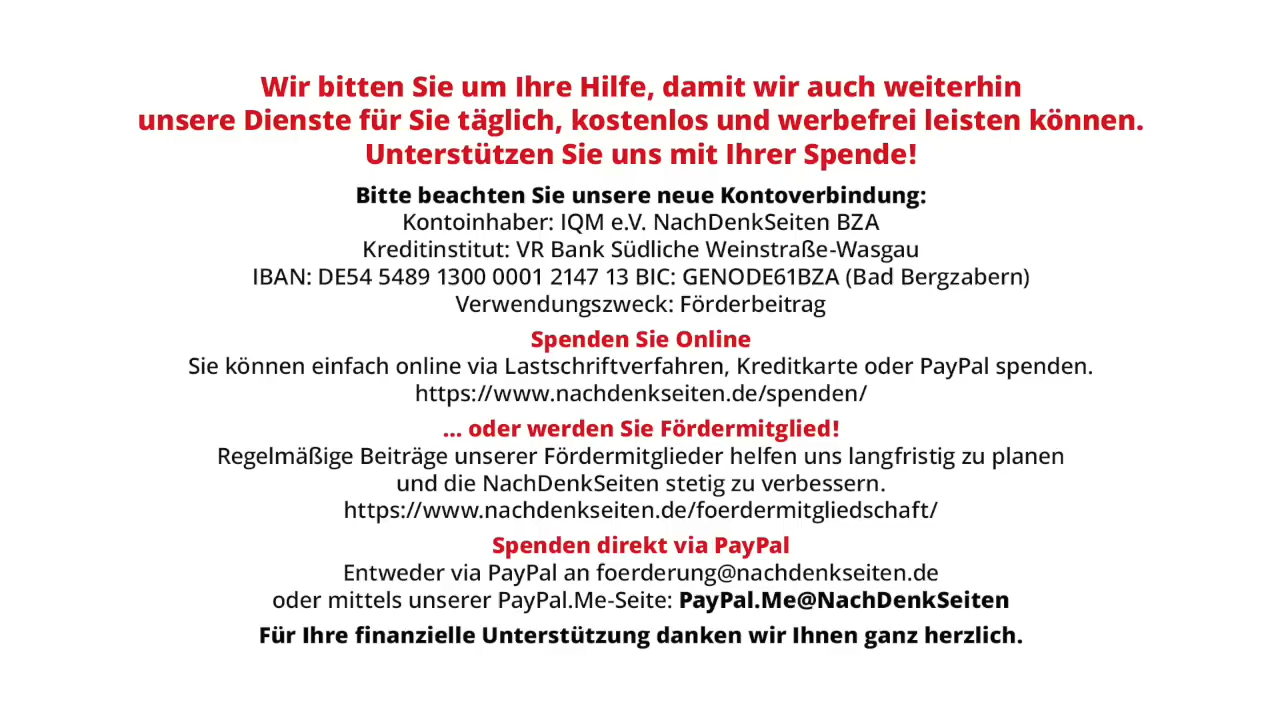 Wir bitten Sie um Ihre Hilfe, damit wir auch weiterhin
unsere Dienste für Sie täglich, kostenlos und werbefrei leisten können.
Unterstützen Sie uns mit Ihrer Spende!
Bitte beachten Sie unsere neue Kontoverbindung:
Kontoinhaber: IQM e.V. NachDenkSeiten BZA
Kreditinstitut: VR Bank Südliche Weinstraße-Wasgau
IBAN: DE54 5489 1300 0001 2147 13 BIC: GENODE61BZA (Bad Bergzabern)
Verwendungszweck: Förderbeitrag
Spenden Sie Online
Sie können einfach online via Lastschriftverfahren, Kreditkarte oder PayPal spenden.
https://www.nachdenkseiten.de/spenden/
... oder werden Sie Fördermitglied!
Regelmäßige Beiträge unserer Fördermitglieder helfen uns langfristig zu planen
und die NachDenkSeiten stetig zu verbessern.
https://www.nachdenkseiten.de/foerdermitgliedschaft/
Spenden direkt via PayPal
Entweder via PayPal an foerderung@nachdenkseiten.de
oder mittels unserer PayPal.Me-Seite: PayPal.Me@NachDenkSeiten
Für Ihre finanzielle Unterstützung danken wir Ihnen ganz herzlich.